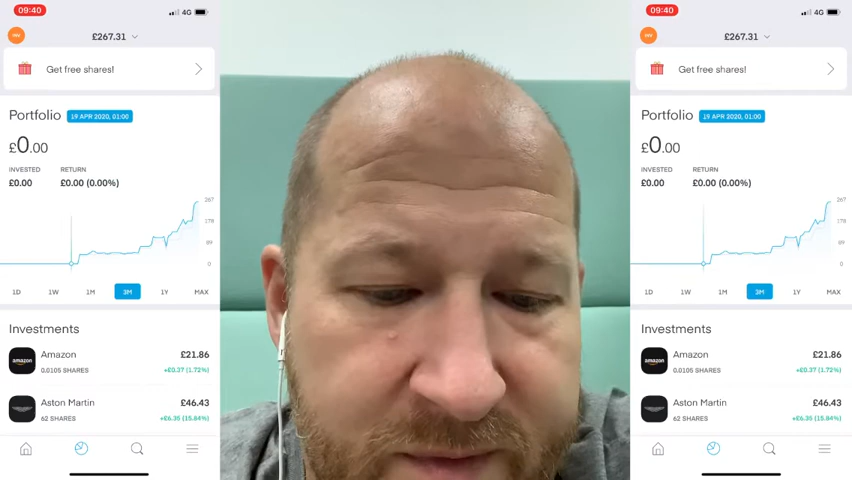 09:40
4G
£267.31
Get free shares!
Portfolio 19 APR 2020, 01:00
£0.00
INVESTED RETURN
£0.00 £0.00 (0.00%)
267
178
89
0
1D 1W 1M 3M 1Y MAX
Investments
amazon
Amazon £21.86
0.0105 SHARES +£0.37 (1.72%)
Aston Martin £46.43
62 SHARES +£6.35 (15.84%)
09:40
4G
£267.31
Get free shares!
Portfolio 19 APR 2020, 01:00
£0.00
INVESTED RETURN
£0.00 £0.00 (0.00%)
267
178
89
0
1D 1W 1M 3M 1Y MAX
Investments
amazon
Amazon £21.86
0.0105 SHARES +£0.37 (1.72%)
Aston Martin £46.43
62 SHARES +£6.35 (15.84%)